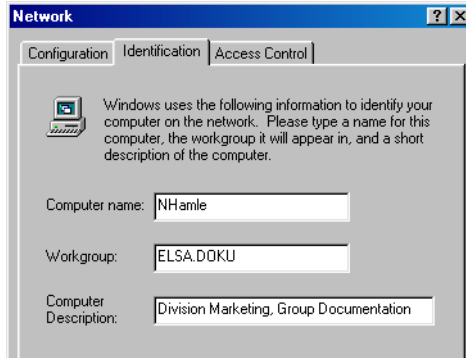 Network
Configuration Identification Access Control
Windows uses the following information to identify your
computer on the network. Please type a name for this
computer, the workgroup it will appear in, and a short
description of the computer.
Computer name: NHamle
Workgroup: ELSA.DOKU
Computer
Description: Division Marketing, Group Documentation